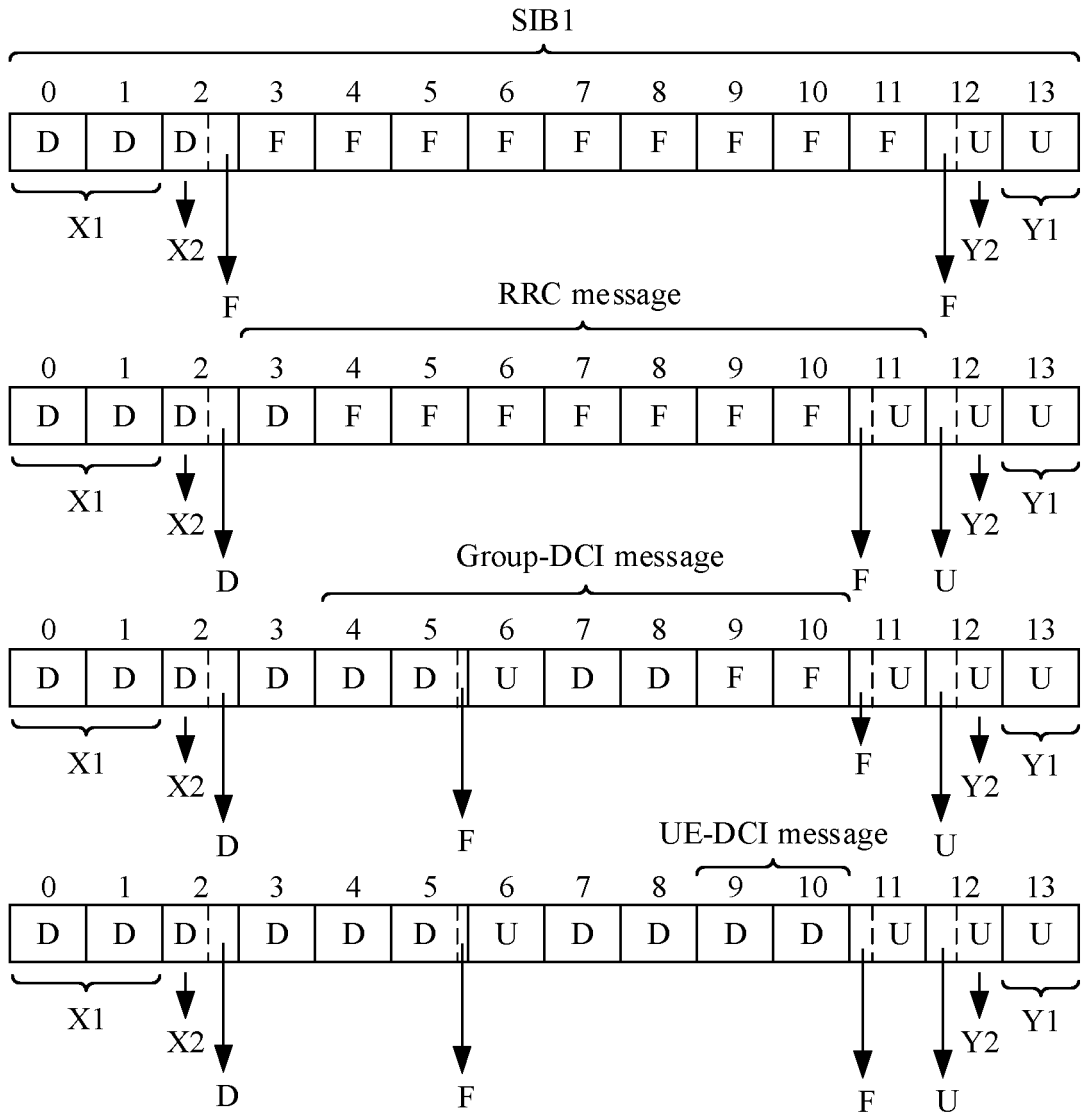 SIB1
0 1 2 3 4 5 6 7 8 9 10 11 12 13
D D D F F F F F F F F F U U
X1 X2 Y2 Y1
F F
RRC message
0 1 2 3 4 5 6 7 8 9 10 11 12 13
D D D D F F F F F F F U U U
X1 X2 Y2 Y1
D F U
Group-DCI message
0 1 2 3 4 5 6 7 8 9 10 11 12 13
D D D D D D U D D F F U U U
X1 X2 F Y2 Y1
D F U
UE-DCI message
0 1 2 3 4 5 6 7 8 9 10 11 12 13
D D D D D D U D D D D U U U
X1 X2 Y2 Y1
D F F U